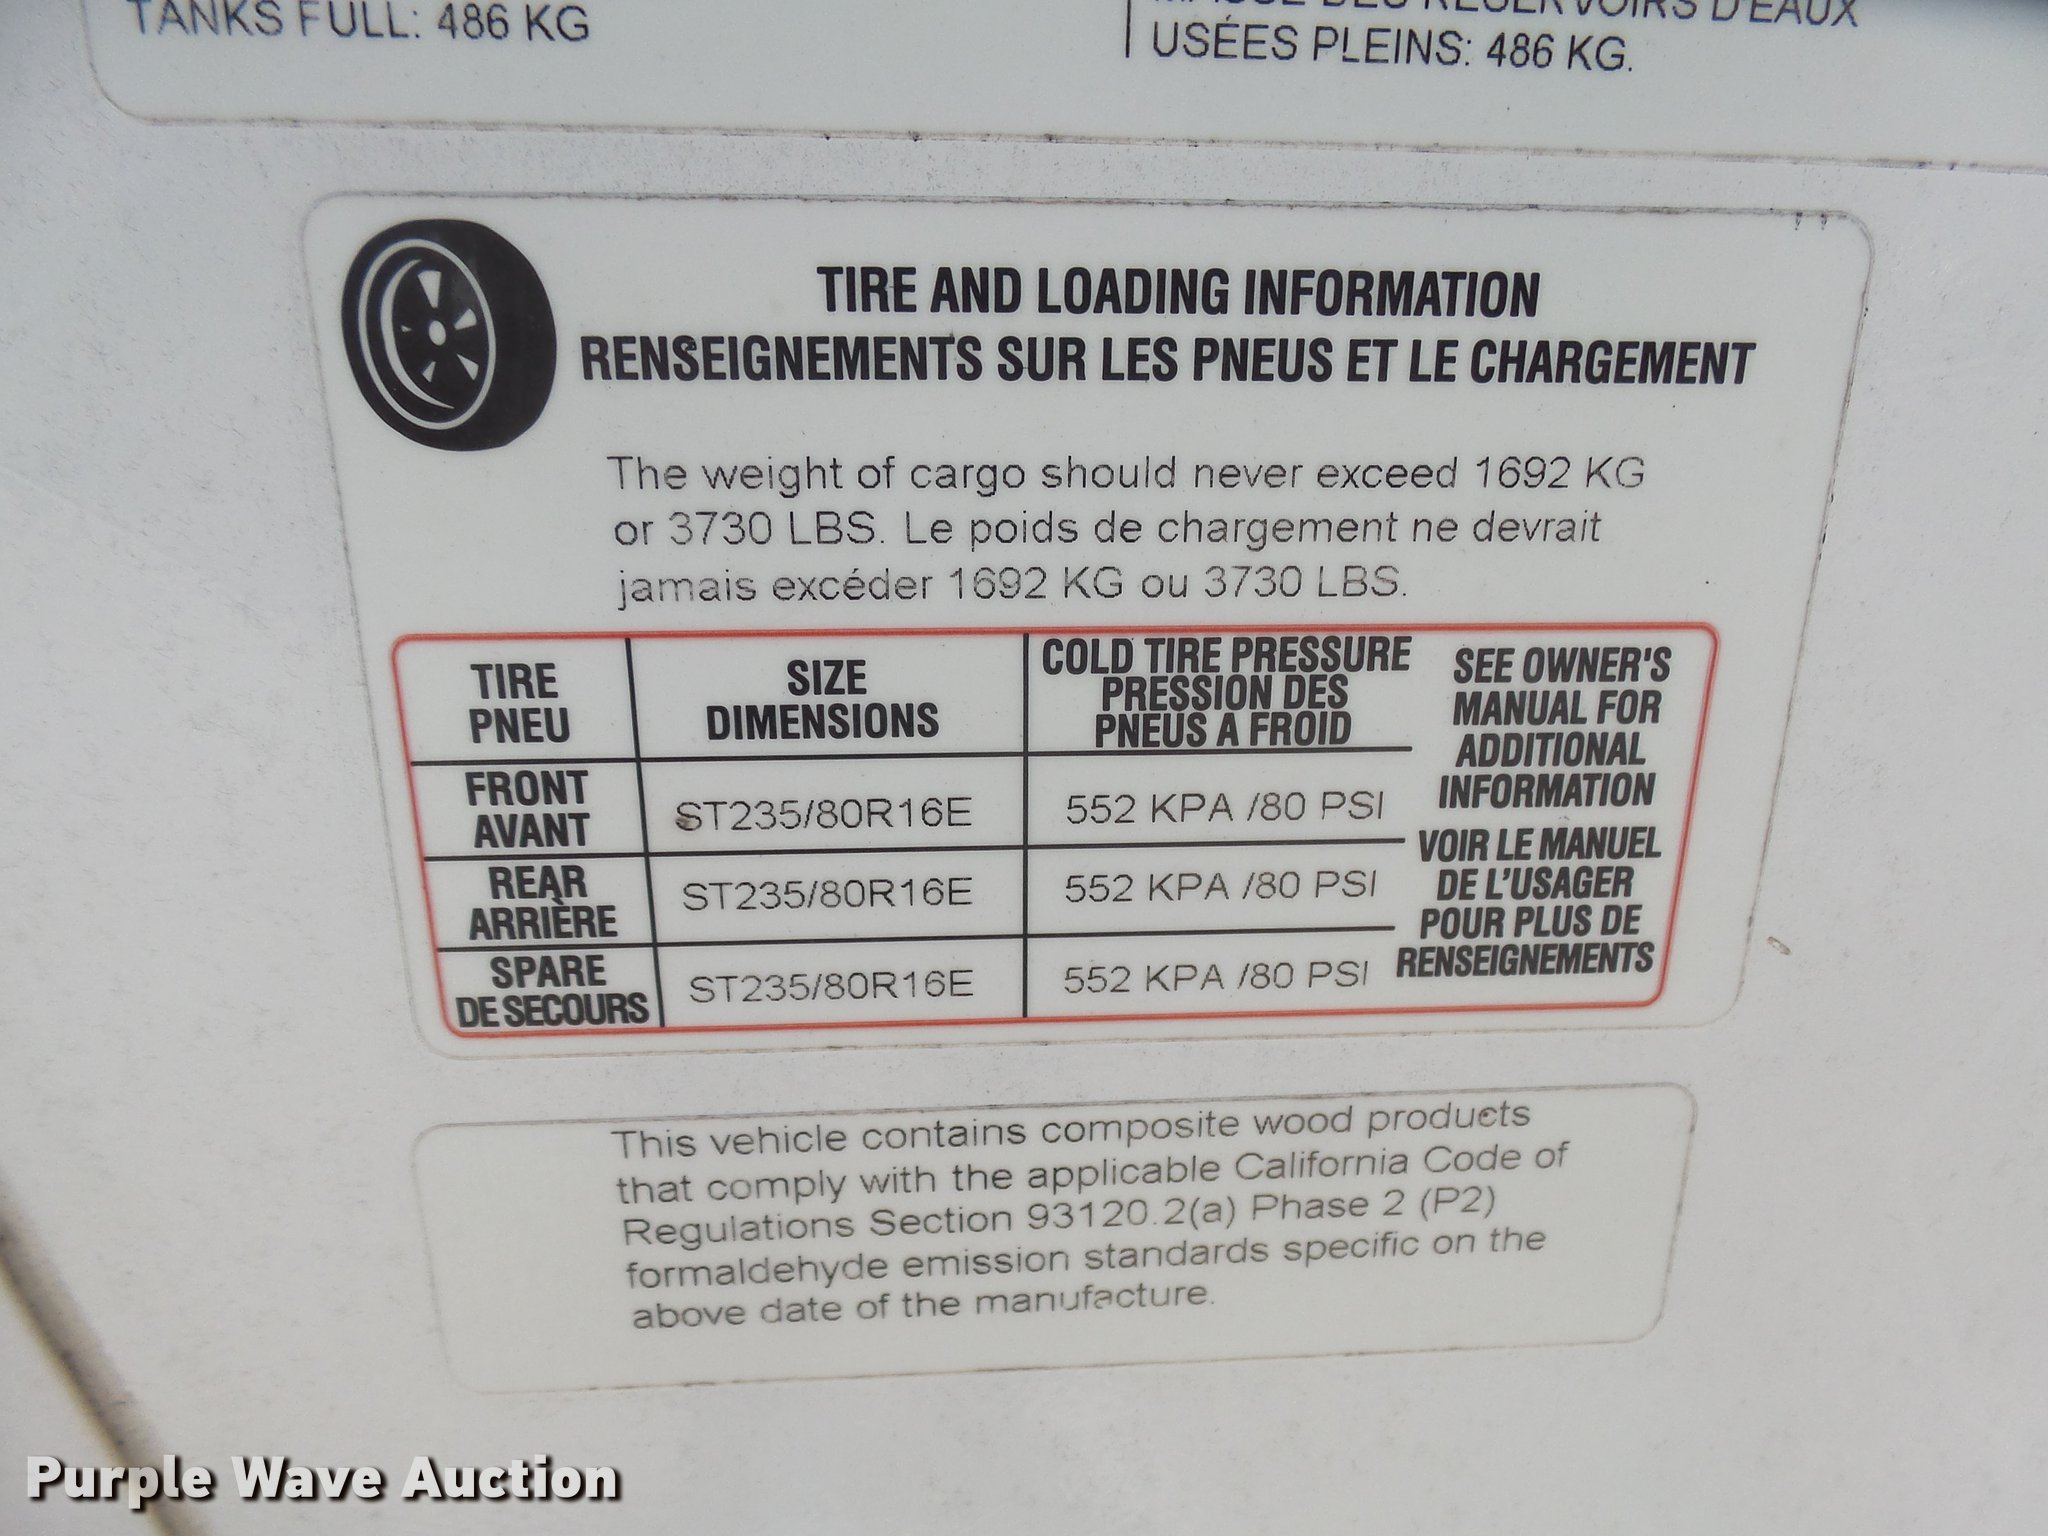 TANKS FULL: 486 KG
MASSE DES RÉSERVOIRS D'EAUX
USÉES PLEINS: 486 KG.
TIRE AND LOADING INFORMATION
RENSEIGNEMENTS SUR LES PNEUS ET LE CHARGEMENT
The weight of cargo should never exceed 1692 KG
or 3730 LBS. Le poids de chargement ne devrait
jamais excéder 1692 KG ou 3730 LBS.
TIRE
PNEU
SIZE
DIMENSIONS
COLD TIRE PRESSURE
PRESSION DES
PNEUS A FROID
FRONT
AVANT
ST235/80R16E
552 KPA /80 PSI
REAR
ARRIÈRE
ST235/80R16E
552 KPA /80 PSI
SPARE
DE SECOURS
ST235/80R16E
552 KPA /80 PSI
SEE OWNER'S
MANUAL FOR
ADDITIONAL
INFORMATION
VOIR LE MANUEL
DE L'USAGER
POUR PLUS DE
RENSEIGNEMENTS
This vehicle contains composite wood products
that comply with the applicable California Code of
Regulations Section 93120.2(a) Phase 2 (P2)
formaldehyde emission standards specific on the
above date of the manufacture.
Purple Wave Auction